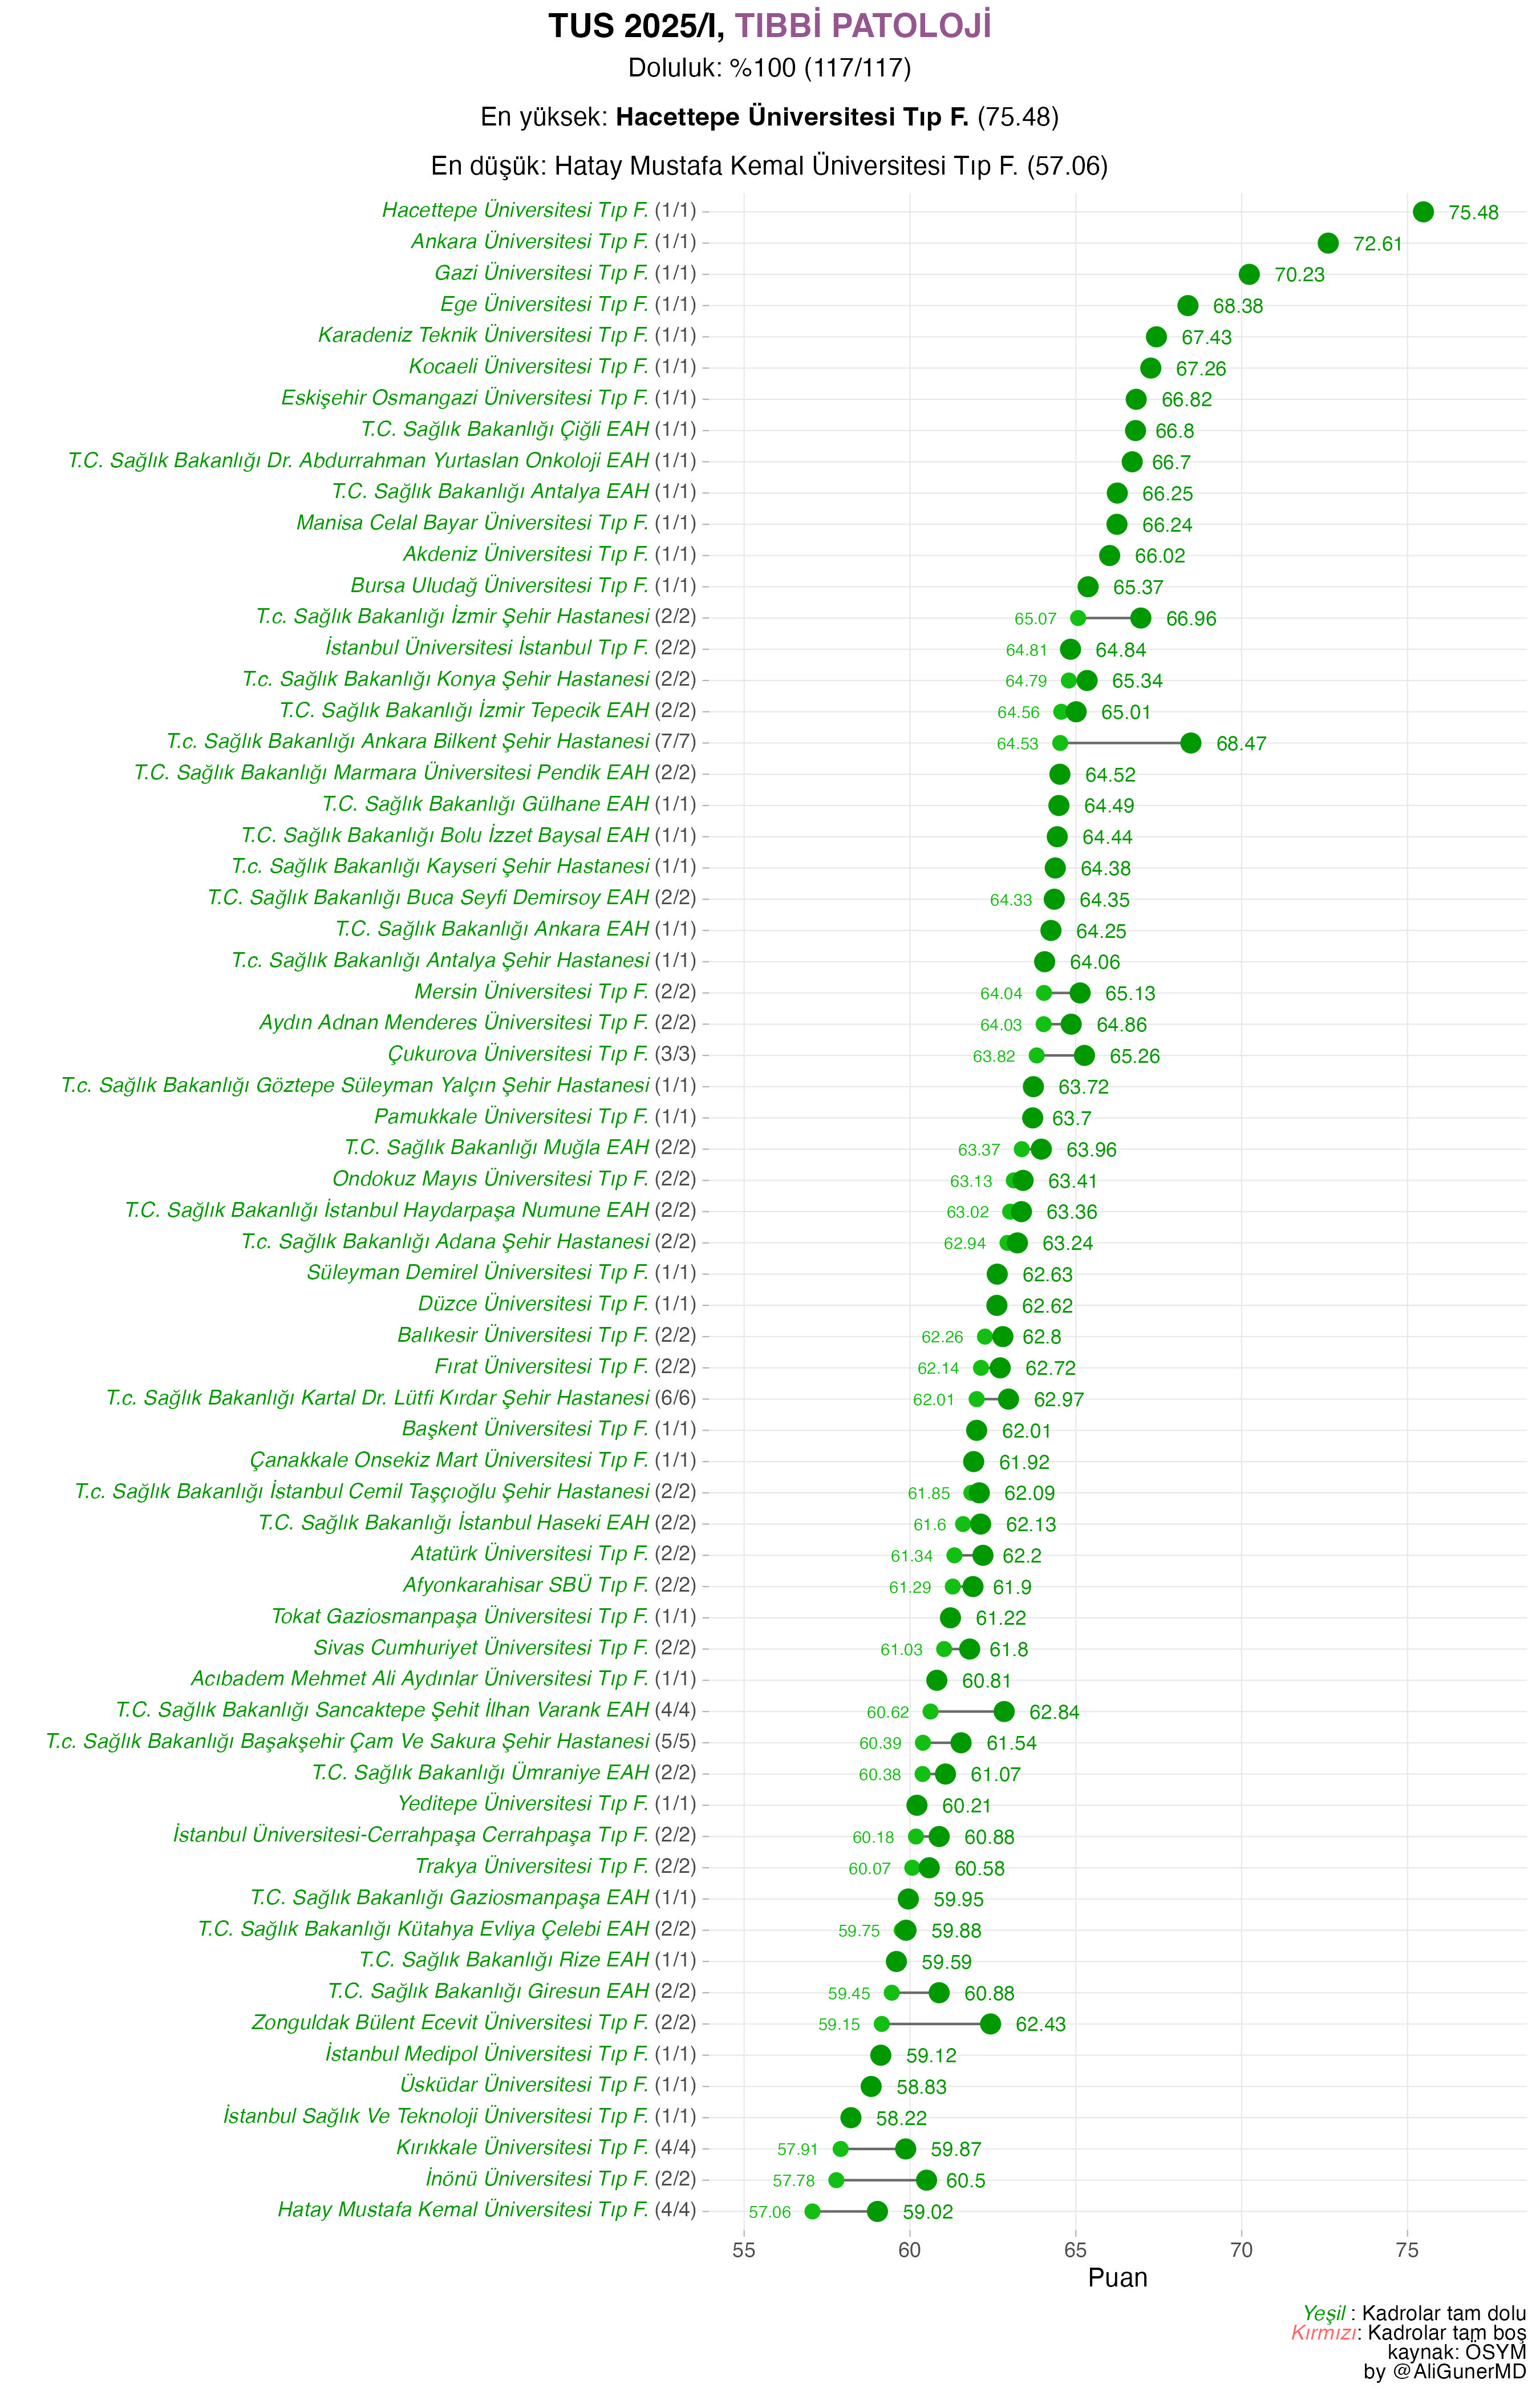 TUS 2025/I, TIBBİ PATOLOJİ
Doluluk: %100 (117/117)
En yüksek: Hacettepe Üniversitesi Tıp F. (75.48)
En düşük: Hatay Mustafa Kemal Üniversitesi Tıp F. (57.06)
Hacettepe Üniversitesi Tıp F. (1/1) 75.48
Ankara Üniversitesi Tıp F. (1/1) 72.61
Gazi Üniversitesi Tıp F. (1/1) 70.23
Ege Üniversitesi Tıp F. (1/1) 68.38
Karadeniz Teknik Üniversitesi Tıp F. (1/1) 67.43
Kocaeli Üniversitesi Tıp F. (1/1) 67.26
Eskişehir Osmangazi Üniversitesi Tıp F. (1/1) 66.82
T.C. Sağlık Bakanlığı Çiğli EAH (1/1) 66.8
T.C. Sağlık Bakanlığı Dr. Abdurrahman Yurtaslan Onkoloji EAH (1/1) 66.7
T.C. Sağlık Bakanlığı Antalya EAH (1/1) 66.25
Manisa Celal Bayar Üniversitesi Tıp F. (1/1) 66.24
Akdeniz Üniversitesi Tıp F. (1/1) 66.02
Bursa Uludağ Üniversitesi Tıp F. (1/1) 65.37
T.c. Sağlık Bakanlığı İzmir Şehir Hastanesi (2/2) 65.07 66.96
İstanbul Üniversitesi İstanbul Tıp F. (2/2) 64.81 64.84
T.c. Sağlık Bakanlığı Konya Şehir Hastanesi (2/2) 64.79 65.34
T.C. Sağlık Bakanlığı İzmir Tepecik EAH (2/2) 64.56 65.01
T.c. Sağlık Bakanlığı Ankara Bilkent Şehir Hastanesi (7/7) 64.53 68.47
T.C. Sağlık Bakanlığı Marmara Üniversitesi Pendik EAH (2/2) 64.52
T.C. Sağlık Bakanlığı Gülhane EAH (1/1) 64.49
T.C. Sağlık Bakanlığı Bolu İzzet Baysal EAH (1/1) 64.44
T.c. Sağlık Bakanlığı Kayseri Şehir Hastanesi (1/1) 64.38
T.C. Sağlık Bakanlığı Buca Seyfi Demirsoy EAH (2/2) 64.33 64.35
T.C. Sağlık Bakanlığı Ankara EAH (1/1) 64.25
T.c. Sağlık Bakanlığı Antalya Şehir Hastanesi (1/1) 64.06
Mersin Üniversitesi Tıp F. (2/2) 64.04 65.13
Aydın Adnan Menderes Üniversitesi Tıp F. (2/2) 64.03 64.86
Çukurova Üniversitesi Tıp F. (3/3) 63.82 65.26
T.c. Sağlık Bakanlığı Göztepe Süleyman Yalçın Şehir Hastanesi (1/1) 63.72
Pamukkale Üniversitesi Tıp F. (1/1) 63.7
T.C. Sağlık Bakanlığı Muğla EAH (2/2) 63.37 63.96
Ondokuz Mayıs Üniversitesi Tıp F. (2/2) 63.13 63.41
T.C. Sağlık Bakanlığı İstanbul Haydarpaşa Numune EAH (2/2) 63.02 63.36
T.c. Sağlık Bakanlığı Adana Şehir Hastanesi (2/2) 62.94 63.24
Süleyman Demirel Üniversitesi Tıp F. (1/1) 62.63
Düzce Üniversitesi Tıp F. (1/1) 62.62
Balıkesir Üniversitesi Tıp F. (2/2) 62.26 62.8
Fırat Üniversitesi Tıp F. (2/2) 62.14 62.72
T.c. Sağlık Bakanlığı Kartal Dr. Lütfi Kırdar Şehir Hastanesi (6/6) 62.01 62.97
Başkent Üniversitesi Tıp F. (1/1) 62.01
Çanakkale Onsekiz Mart Üniversitesi Tıp F. (1/1) 61.92
T.c. Sağlık Bakanlığı İstanbul Cemil Taşçıoğlu Şehir Hastanesi (2/2) 61.85 62.09
T.C. Sağlık Bakanlığı İstanbul Haseki EAH (2/2) 61.6 62.13
Atatürk Üniversitesi Tıp F. (2/2) 61.34 62.2
Afyonkarahisar SBÜ Tıp F. (2/2) 61.29 61.9
Tokat Gaziosmanpaşa Üniversitesi Tıp F. (1/1) 61.22
Sivas Cumhuriyet Üniversitesi Tıp F. (2/2) 61.03 61.8
Acıbadem Mehmet Ali Aydınlar Üniversitesi Tıp F. (1/1) 60.81
T.C. Sağlık Bakanlığı Sancaktepe Şehit İlhan Varank EAH (4/4) 60.62 62.84
T.c. Sağlık Bakanlığı Başakşehir Çam Ve Sakura Şehir Hastanesi (5/5) 60.39 61.54
T.C. Sağlık Bakanlığı Ümraniye EAH (2/2) 60.38 61.07
Yeditepe Üniversitesi Tıp F. (1/1) 60.21
İstanbul Üniversitesi-Cerrahpaşa Cerrahpaşa Tıp F. (2/2) 60.18 60.88
Trakya Üniversitesi Tıp F. (2/2) 60.07 60.58
T.C. Sağlık Bakanlığı Gaziosmanpaşa EAH (1/1) 59.95
T.C. Sağlık Bakanlığı Kütahya Evliya Çelebi EAH (2/2) 59.75 59.88
T.C. Sağlık Bakanlığı Rize EAH (1/1) 59.59
T.C. Sağlık Bakanlığı Giresun EAH (2/2) 59.45 60.88
Zonguldak Bülent Ecevit Üniversitesi Tıp F. (2/2) 59.15 62.43
İstanbul Medipol Üniversitesi Tıp F. (1/1) 59.12
Üsküdar Üniversitesi Tıp F. (1/1) 58.83
İstanbul Sağlık Ve Teknoloji Üniversitesi Tıp F. (1/1) 58.22
Kırıkkale Üniversitesi Tıp F. (4/4) 57.91 59.87
İnönü Üniversitesi Tıp F. (2/2) 57.78 60.5
Hatay Mustafa Kemal Üniversitesi Tıp F. (4/4) 57.06 59.02
55 60 65 70 75
Puan
Yeşil : Kadrolar tam dolu
Kırmızı: Kadrolar tam boş
kaynak: ÖSYM
by @AliGunerMD